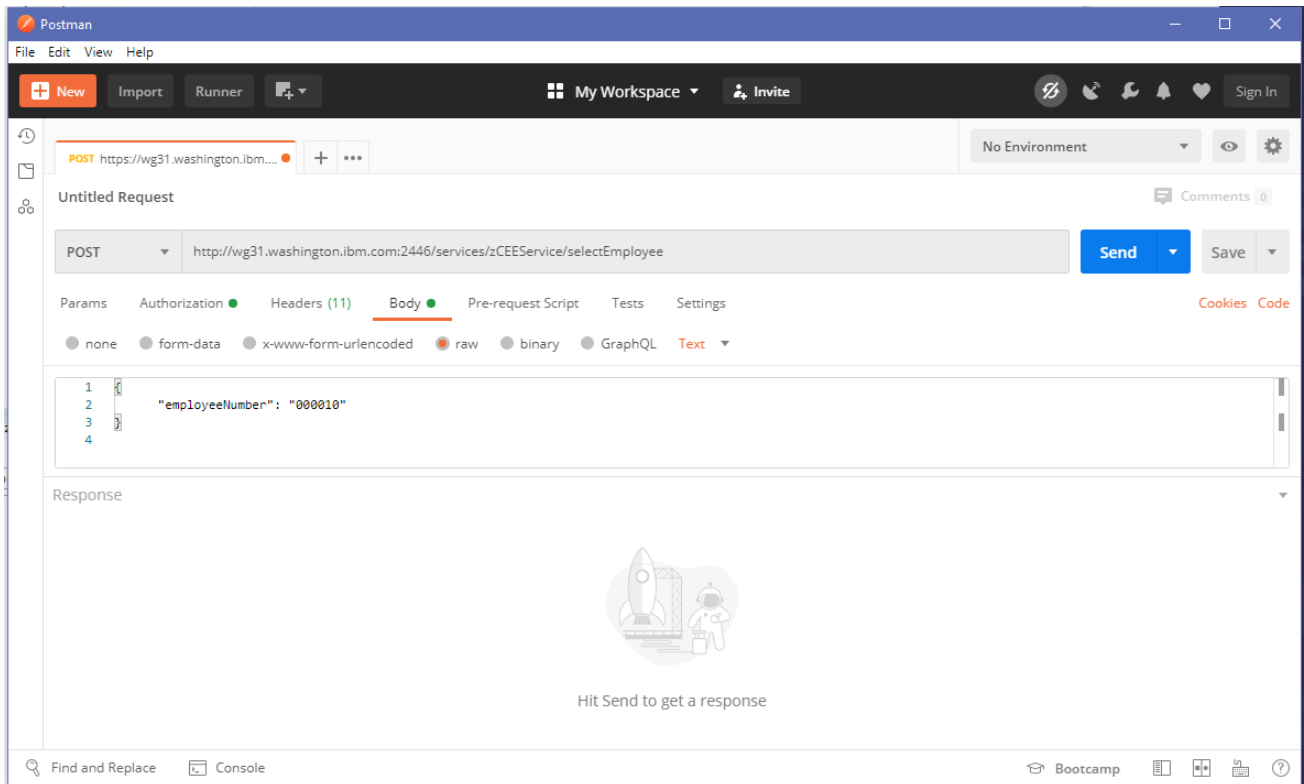 Postman
File Edit View Help
New Import Runner My Workspace Invite Sign In
POST https://wg31.washington.ibm.... + ••• No Environment
Untitled Request Comments 0
POST http://wg31.washington.ibm.com:2446/services/zCEEService/selectEmployee Send Save
Params Authorization Headers (11) Body Pre-request Script Tests Settings Cookies Code
none form-data x-www-form-urlencoded raw binary GraphQL Text
1 {
2 "employeeNumber": "000010"
3 }
4
Response
Hit Send to get a response
Find and Replace Console Bootcamp